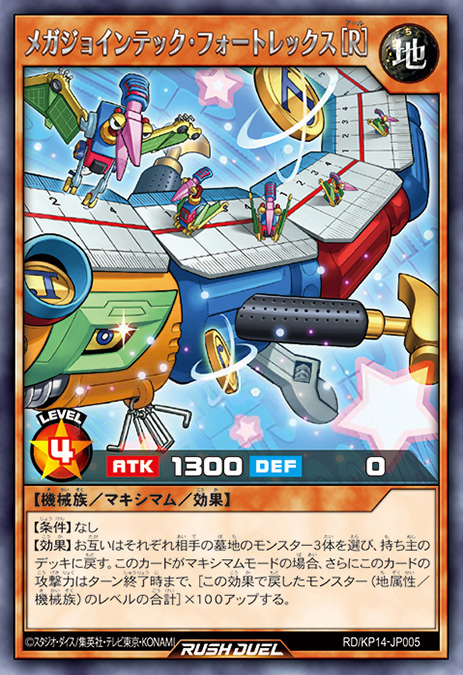 メガジョインテック・フォートレックス[R]
地
LEVEL
4
ATK 1300 DEF 0
【機械族／マキシマム／効果】
【条件】なし
【効果】お互いはそれぞれ相手の墓地のモンスター3体を選び、持ち主の
デッキに戻す。このカードがマキシマムモードの場合、さらにこのカードの
攻撃力はターン終了時まで、[この効果で戻したモンスター（地属性／
機械族）のレベルの合計]×100アップする。
©スタジオ・ダイス/集英社・テレビ東京・KONAMI
RUSH DUEL
RD/KP14-JP005